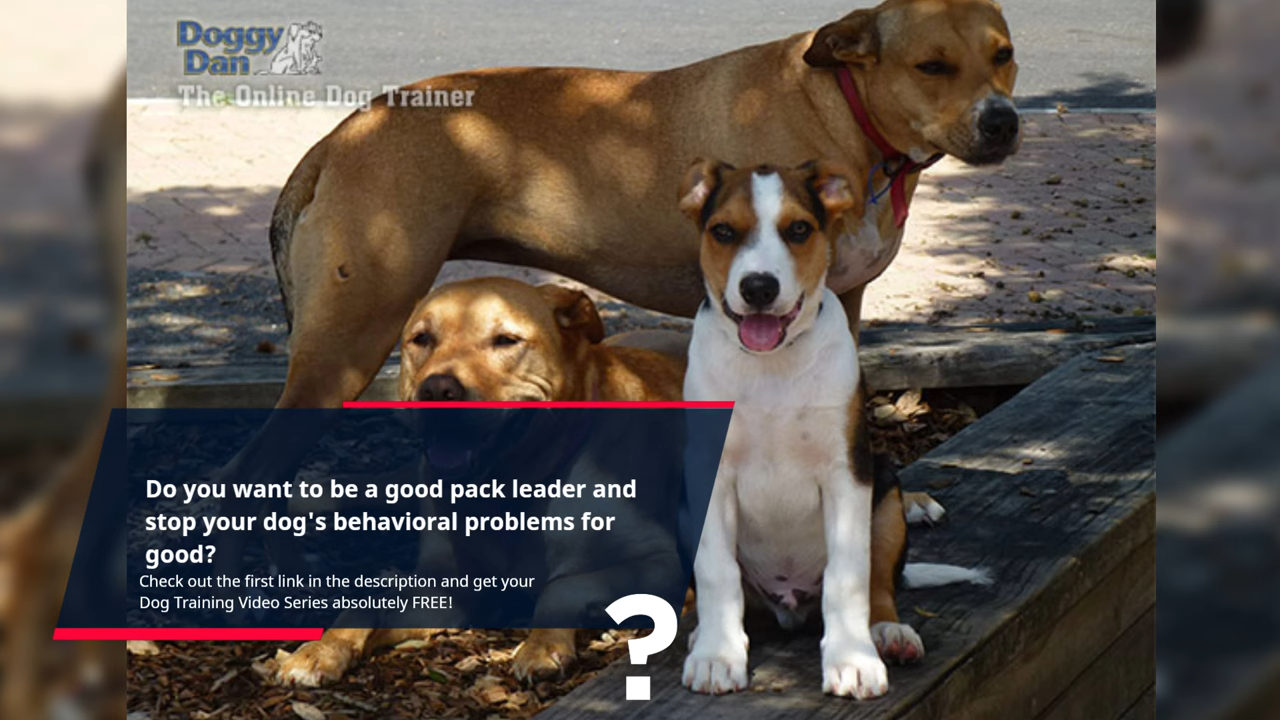 Doggy
Dan
The Online Dog Trainer
Do you want to be a good pack leader and
stop your dog's behavioral problems for
good?
Check out the first link in the description and get your
Dog Training Video Series absolutely FREE!
?